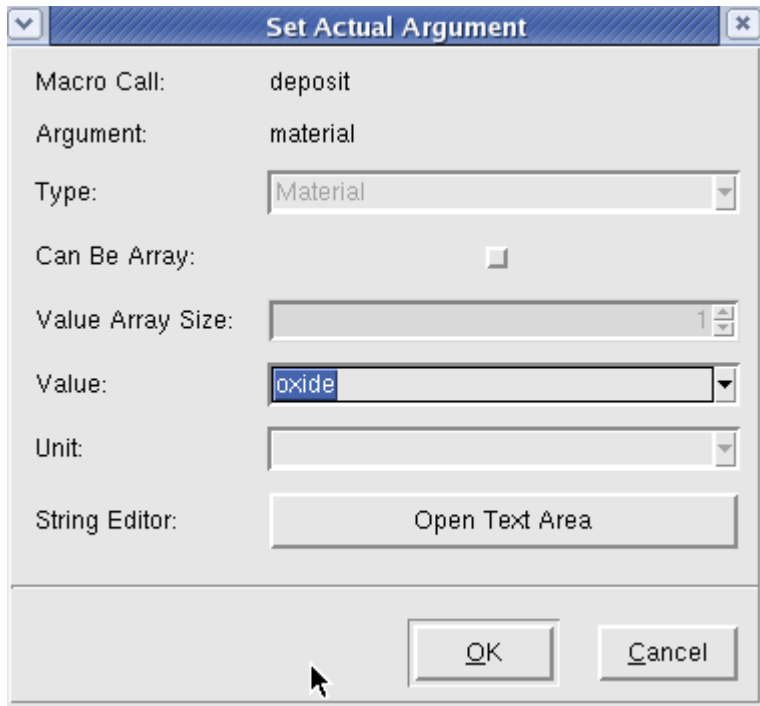 Set Actual Argument
Macro Call: deposit
Argument: material
Type: Material
Can Be Array:
Value Array Size: 1
Value: oxide
Unit:
String Editor: Open Text Area
OK Cancel